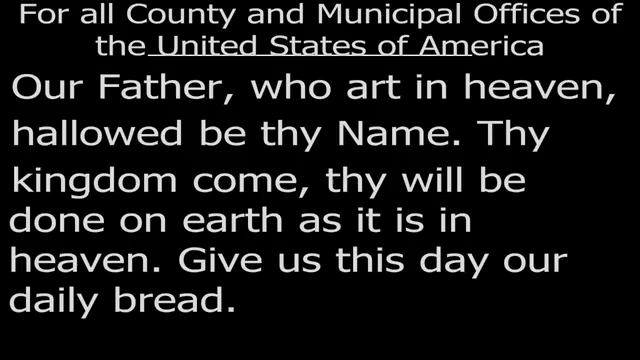 For all County and Municipal Offices of
the United States of America
Our Father, who art in heaven,
hallowed be thy Name. Thy
kingdom come, thy will be
done on earth as it is in
heaven. Give us this day our
daily bread.